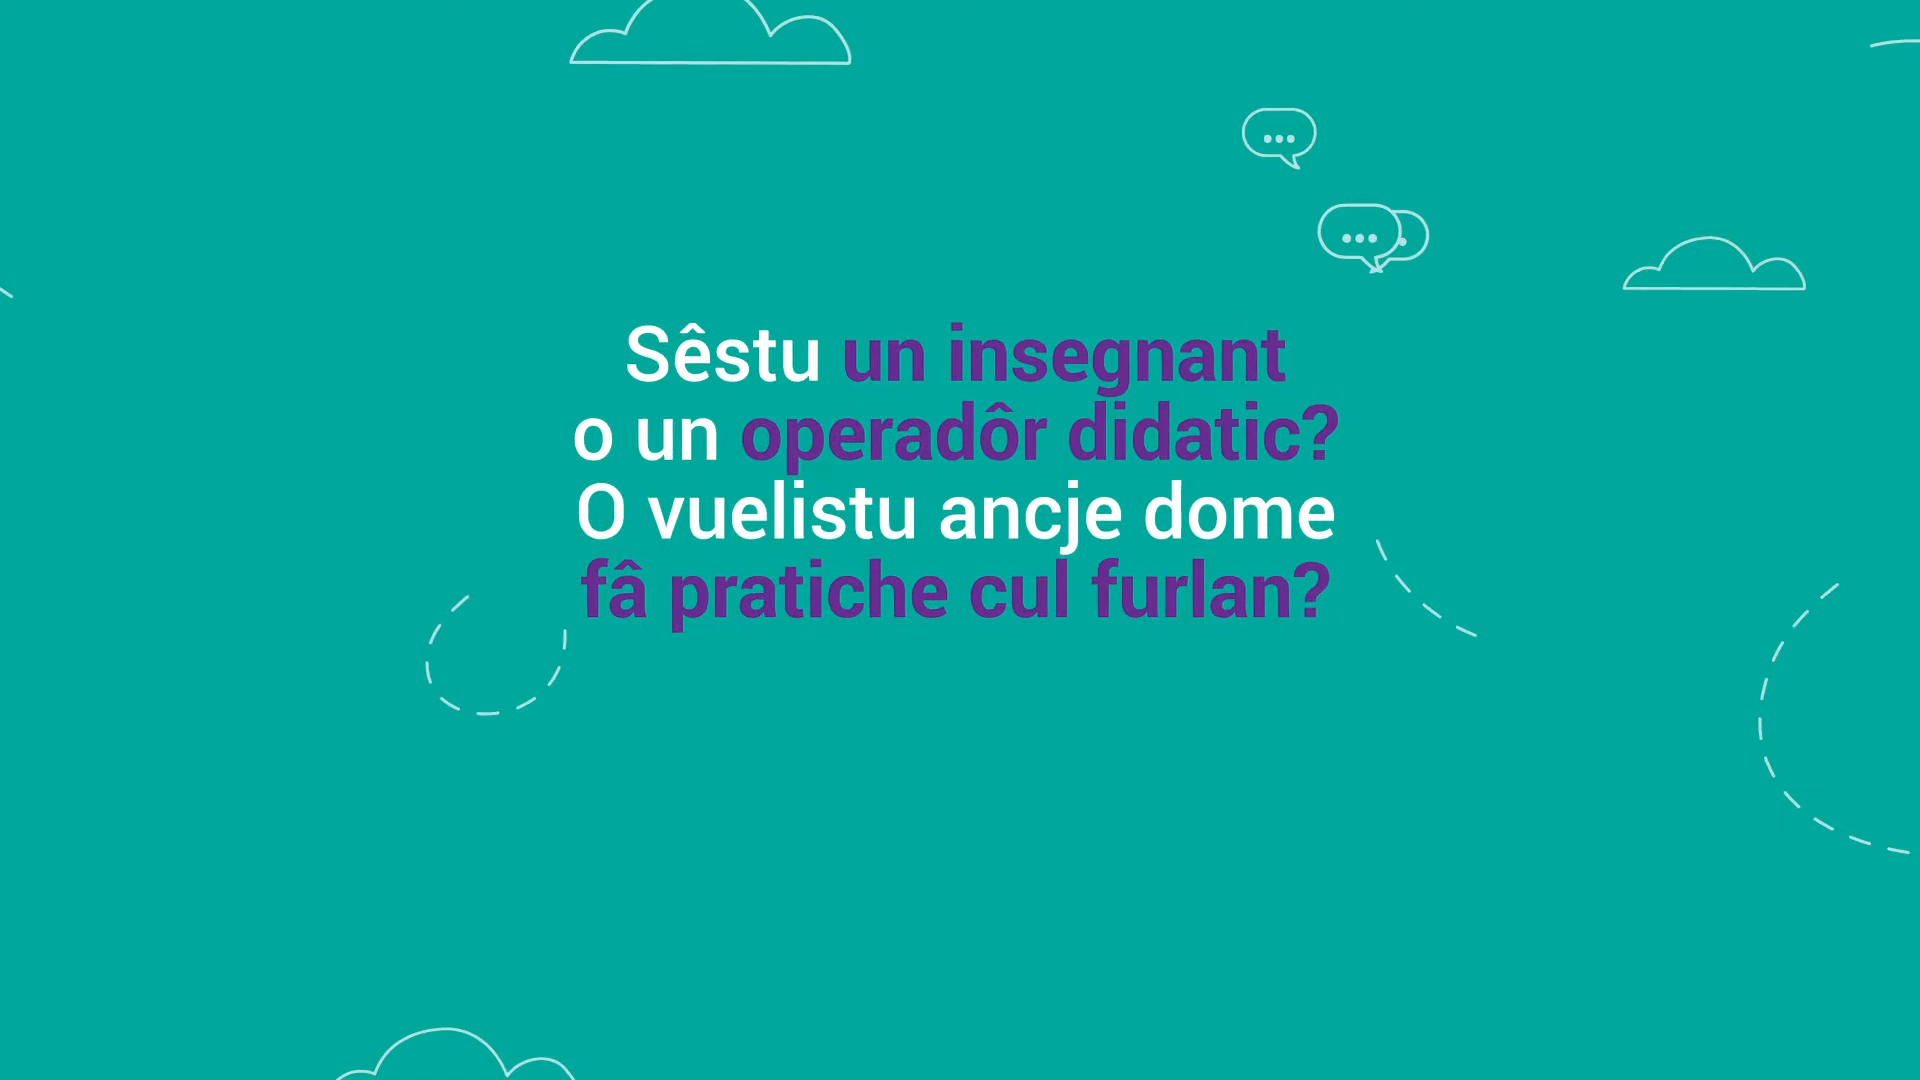 Sêstu un insegnant
o un operadôr didatic?
O vuelistu ancje dome
fâ pratiche cul furlan?